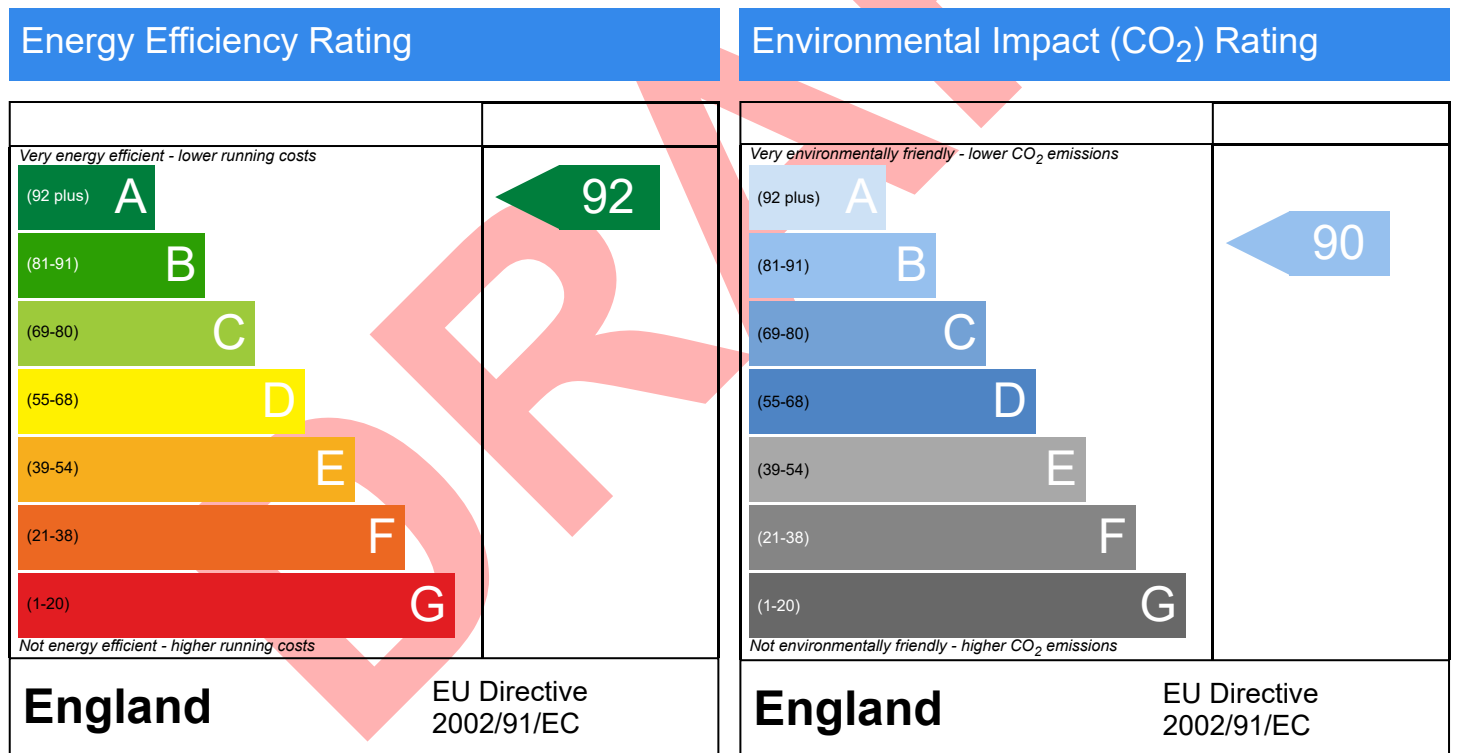 Energy Efficiency Rating
Very energy efficient - lower running costs
(92 plus) A
92
(81-91) B
(69-80) C
(55-68) D
(39-54) E
(21-38) F
(1-20) G
Not energy efficient - higher running costs
England
EU Directive
2002/91/EC
Environmental Impact (CO2) Rating
Very environmentally friendly - lower CO2 emissions
(92 plus) A
(81-91) B
90
(69-80) C
(55-68) D
(39-54) E
(21-38) F
(1-20) G
Not environmentally friendly - higher CO2 emissions
England
EU Directive
2002/91/EC